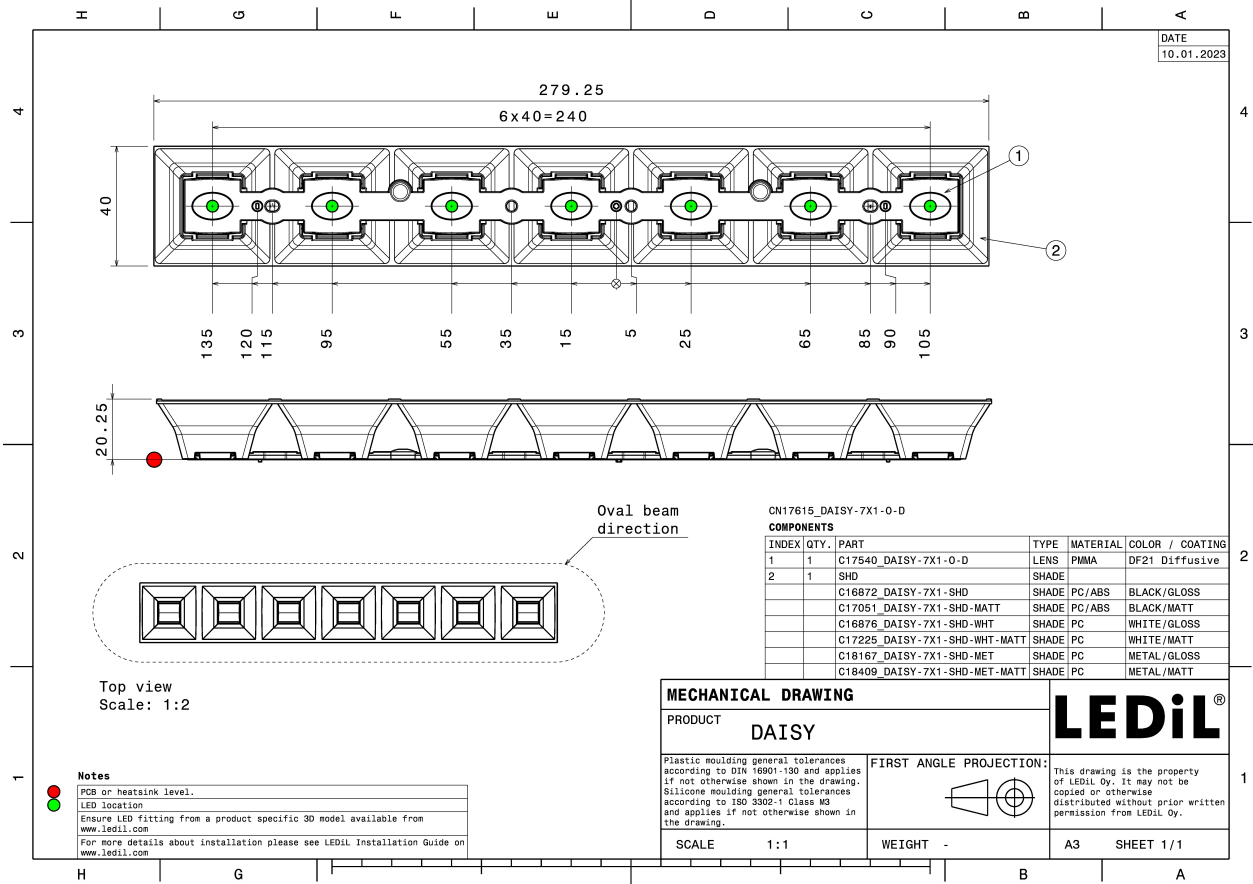 H G F E D C B A
DATE
10.01.2023
4 4
279.25
6x40=240
40
1
2
135 120 115 95 55 35 15 5 25 65 85 90 105
3 3
20.25
Oval beam
direction
CN17615_DAISY-7X1-O-D
COMPONENTS
INDEX QTY. PART TYPE MATERIAL COLOR / COATING
1 1 C17540_DAISY-7X1-O-D LENS PMMA DF21 Diffusive
2 1 SHD SHADE
C16872_DAISY-7X1-SHD SHADE PC/ABS BLACK/GLOSS
C17051_DAISY-7X1-SHD-MATT SHADE PC/ABS BLACK/MATT
C16876_DAISY-7X1-SHD-WHT SHADE PC WHITE/GLOSS
C17225_DAISY-7X1-SHD-WHT-MATT SHADE PC WHITE/MATT
C18167_DAISY-7X1-SHD-MET SHADE PC METAL/GLOSS
C18409_DAISY-7X1-SHD-MET-MATT SHADE PC METAL/MATT
2 2
Top view
Scale: 1:2
MECHANICAL DRAWING
PRODUCT
DAISY
LEDiL®
Plastic moulding general tolerances
according to DIN 16901-130 and applies
if not otherwise shown in the drawing.
Silicone moulding general tolerances
according to ISO 3302-1 Class M3
and applies if not otherwise shown in
the drawing.
FIRST ANGLE PROJECTION:
This drawing is the property
of LEDiL Oy. It may not be
copied or otherwise
distributed without prior written
permission from LEDiL Oy.
SCALE 1:1 WEIGHT - A3 SHEET 1/1
1 1
Notes
PCB or heatsink level.
LED location
Ensure LED fitting from a product specific 3D model available from
www.ledil.com
For more details about installation please see LEDiL Installation Guide on
www.ledil.com
H G B A